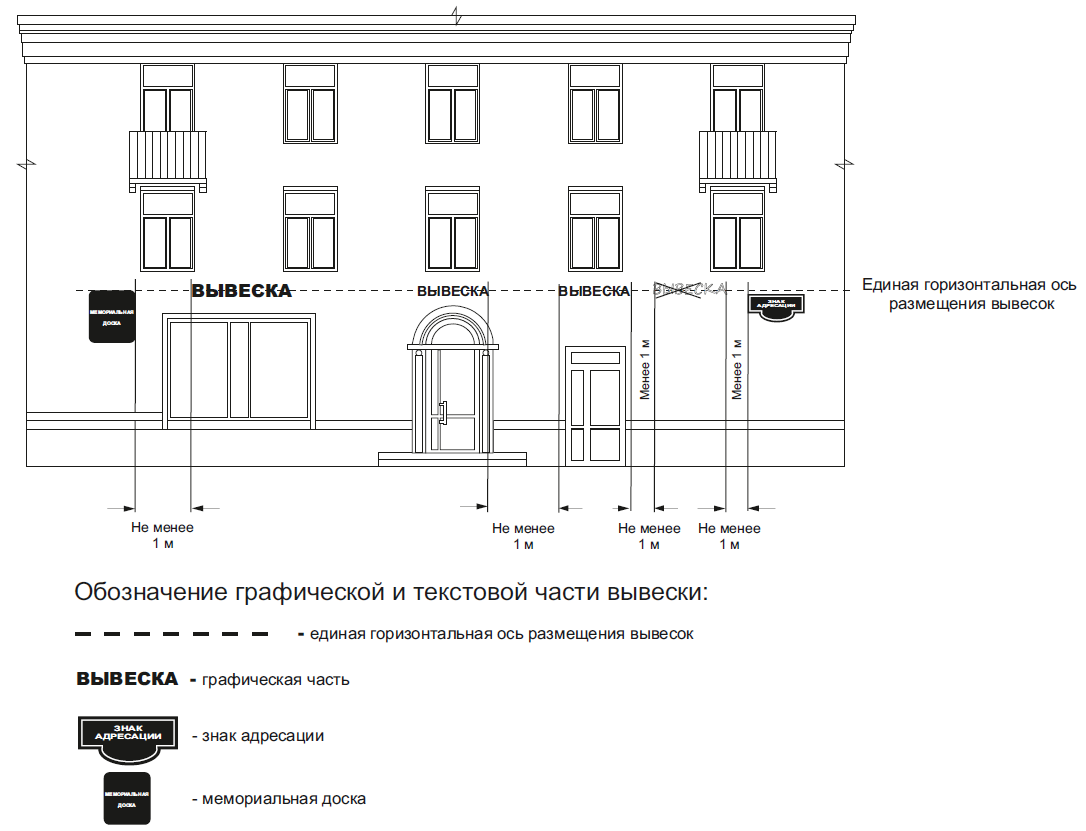 ВЫВЕСКА
ВЫВЕСКА
ВЫВЕСКА
ВЫВЕСКА
Единая горизонтальная ось
размещения вывесок
МЕМОРИАЛЬНАЯ
ДОСКА
ЗНАК
АДРЕСАЦИИ
Менее 1 м
Менее 1 м
Не менее
1 м
Не менее
1 м
Не менее
1 м
Не менее
1 м
Обозначение графической и текстовой части вывески:
- единая горизонтальная ось размещения вывесок
ВЫВЕСКА - графическая часть
ЗНАК
АДРЕСАЦИИ
- знак адресации
МЕМОРИАЛЬНАЯ
ДОСКА
- мемориальная доска